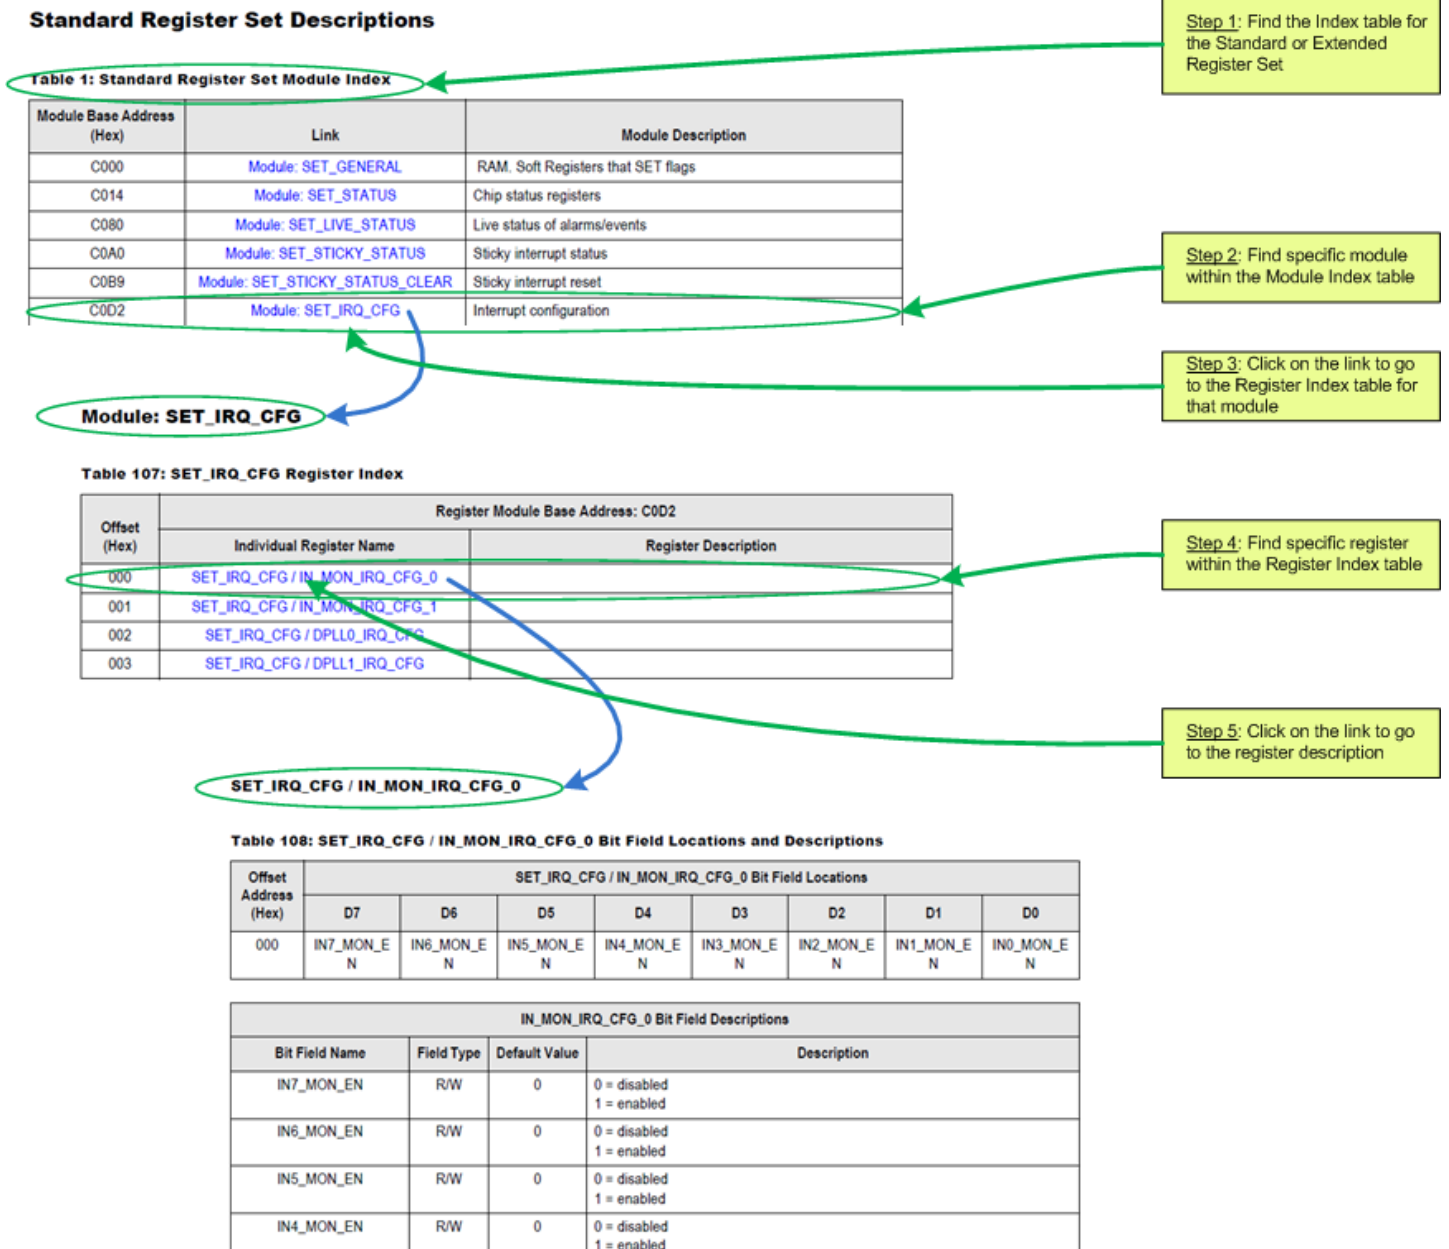 Standard Register Set Descriptions
Step 1: Find the Index table for
the Standard or Extended
Register Set
Table 1: Standard Register Set Module Index
Module Base Address
(Hex)
Link
Module Description
C000
Module: SET_GENERAL
RAM. Soft Registers that SET flags
C014
Module: SET_STATUS
Chip status registers
C080
Module: SET_LIVE_STATUS
Live status of alarms/events
C0A0
Module: SET_STICKY_STATUS
Sticky interrupt status
C0B9
Module: SET_STICKY_STATUS_CLEAR
Sticky interrupt reset
C0D2
Module: SET_IRQ_CFG
Interrupt configuration
Step 2: Find specific module
within the Module Index table
Step 3: Click on the link to go
to the Register Index table for
that module
Module: SET_IRQ_CFG
Table 107: SET_IRQ_CFG Register Index
Offset
(Hex)
Register Module Base Address: C0D2
Individual Register Name
Register Description
000
SET_IRQ_CFG / IN_MON_IRQ_CFG_0
001
SET_IRQ_CFG / IN_MON_IRQ_CFG_1
002
SET_IRQ_CFG / DPLL0_IRQ_CFG
003
SET_IRQ_CFG / DPLL1_IRQ_CFG
Step 4: Find specific register
within the Register Index table
Step 5: Click on the link to go
to the register description
SET_IRQ_CFG / IN_MON_IRQ_CFG_0
Table 108: SET_IRQ_CFG / IN_MON_IRQ_CFG_0 Bit Field Locations and Descriptions
Offset
Address
(Hex)
SET_IRQ_CFG / IN_MON_IRQ_CFG_0 Bit Field Locations
D7 D6 D5 D4 D3 D2 D1 D0
000
IN7_MON_E IN6_MON_E IN5_MON_E IN4_MON_E IN3_MON_E IN2_MON_E IN1_MON_E IN0_MON_E
N N N N N N N N
IN_MON_IRQ_CFG_0 Bit Field Descriptions
Bit Field Name Field Type Default Value Description
IN7_MON_EN R/W 0 0 = disabled
1 = enabled
IN6_MON_EN R/W 0 0 = disabled
1 = enabled
IN5_MON_EN R/W 0 0 = disabled
1 = enabled
IN4_MON_EN R/W 0 0 = disabled
1 = enabled